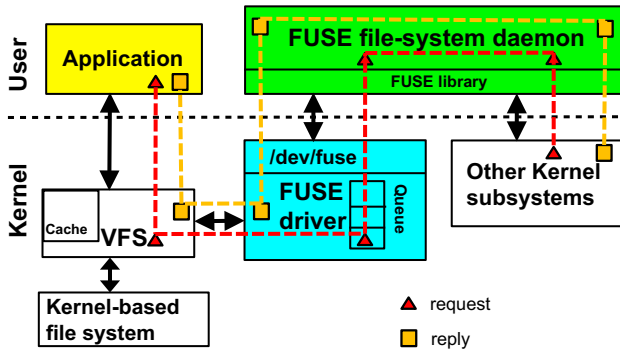 User
Application
FUSE file-system daemon
FUSE library
Kernel
Cache
VFS
/dev/fuse
FUSE
driver
Queue
Other Kernel
subsystems
Kernel-based
file system
request
reply